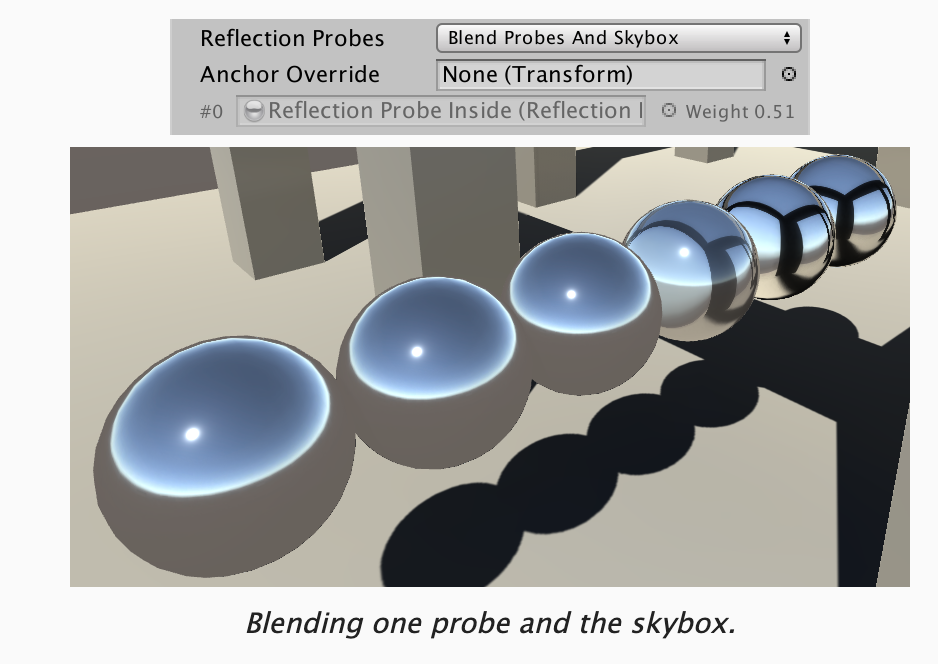 Reflection Probes Blend Probes And Skybox
Anchor Override None (Transform)
#0 Reflection Probe Inside (Reflection Weight 0.51
Blending one probe and the skybox.